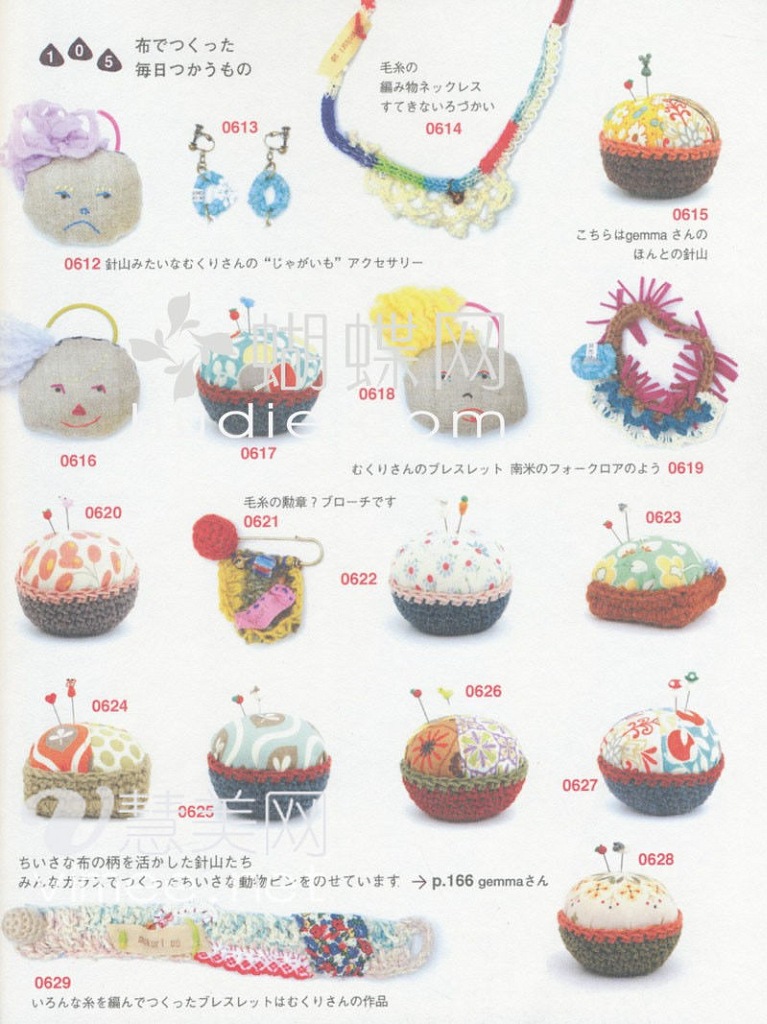 105
布でつくった
毎日つかうもの
毛糸の
編み物ネックレス
すてきないろづかい
0613
0614
0615
こちらはgemma さんの
ほんとの針山
0612 針山みたいなむくりさんの“じゃがいも”アクセサリー
蝴蝶网
0618
0616
0617
むくりさんのブレスレット 南米のフォークロアのよう 0619
毛糸の勲章?ブローチです
0620
0621
0622
0623
0624
0625
0626
0627
慧美网
ちいさな布の柄を活かした針山たち
みんなガラスでつくったちいさな動物ピンをのせています →p.166 gemmaさん
0628
0629
いろんな糸を編んでつくったブレスレットはむくりさんの作品